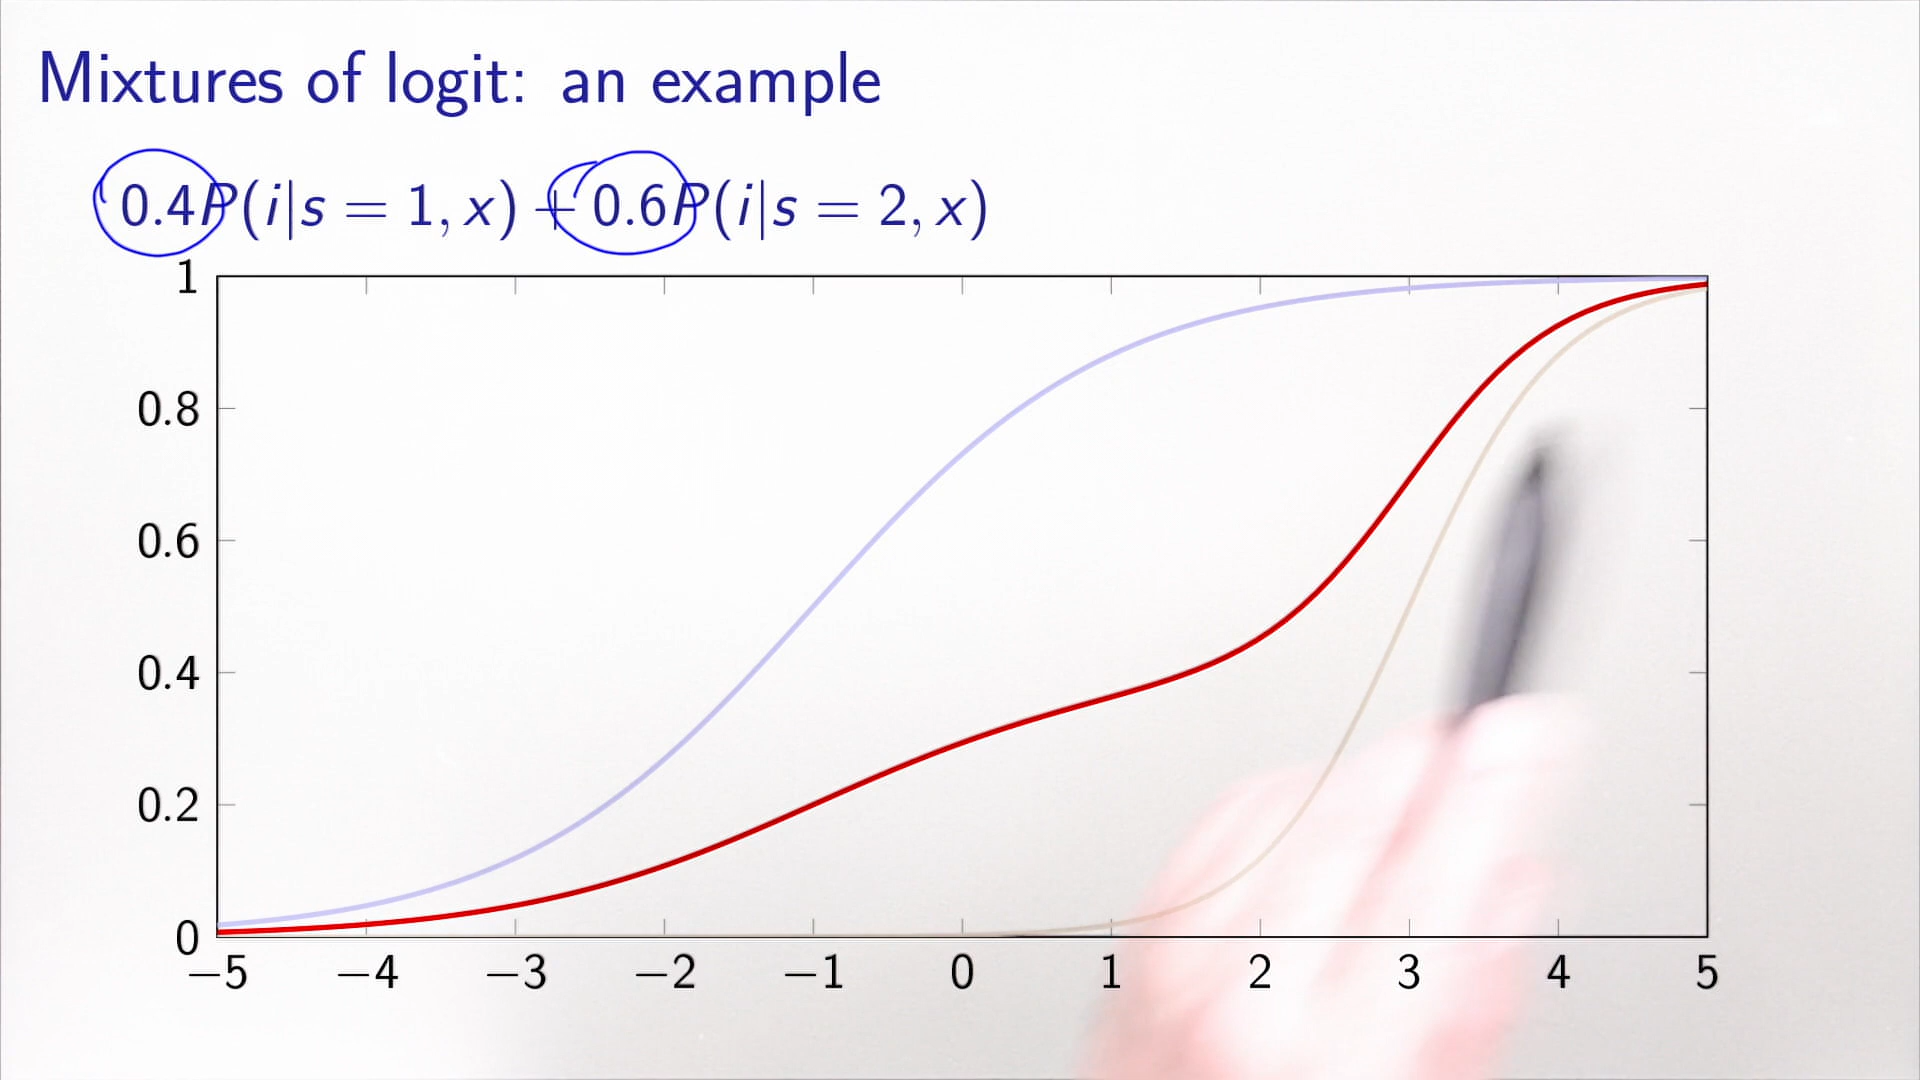 Mixtures of logit: an example
0.4P(i|s = 1, x) + 0.6P(i|s = 2, x)
1
0.8
0.6
0.4
0.2
0
−5 −4 −3 −2 −1 0 1 2 3 4 5